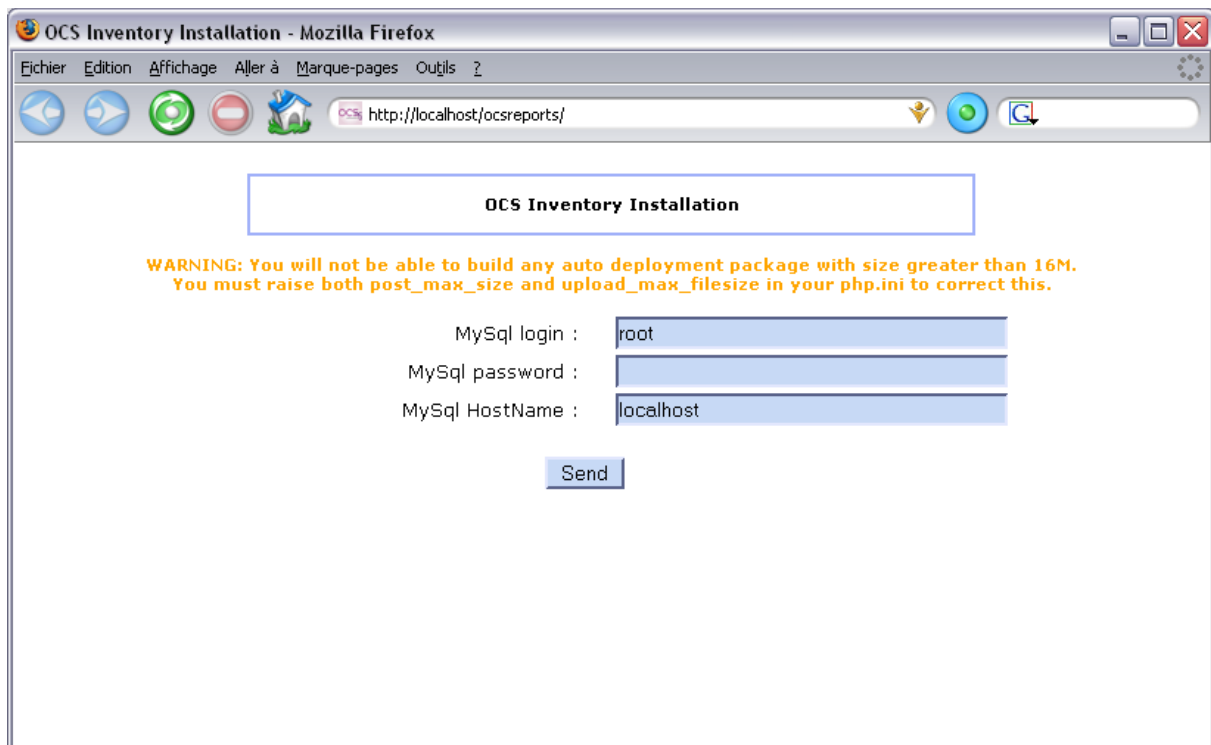 OCS Inventory Installation - Mozilla Firefox
Fichier Edition Affichage Aller à Marque-pages Outils ?
OCS http://localhost/ocsreports/ G
OCS Inventory Installation
WARNING: You will not be able to build any auto deployment package with size greater than 16M.
You must raise both post_max_size and upload_max_filesize in your php.ini to correct this.
MySql login : root
MySql password :
MySql HostName : localhost
Send